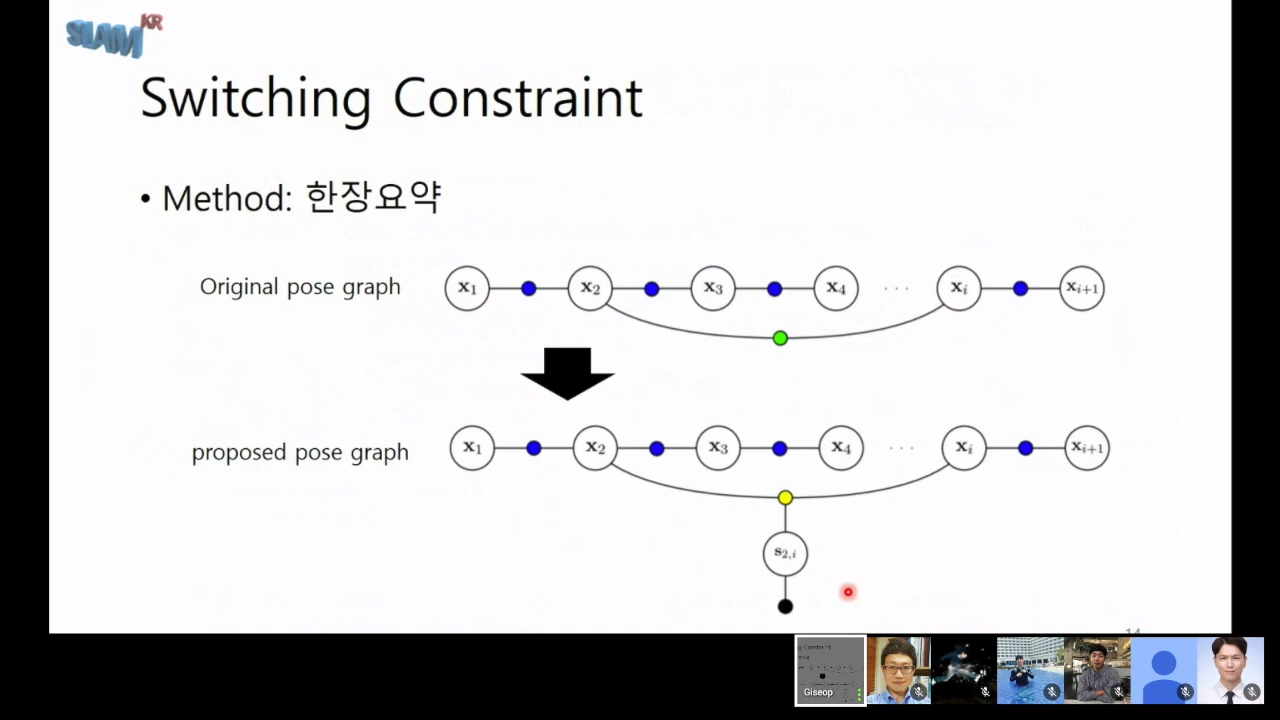 SLAM KR
Switching Constraint
• Method: 한장요약
Original pose graph
x₁ x₂ x₃ x₄ ··· xᵢ xᵢ₊₁
proposed pose graph
x₁ x₂ x₃ x₄ ··· xᵢ xᵢ₊₁
s₂,ᵢ
14
g Constraint
Giseop